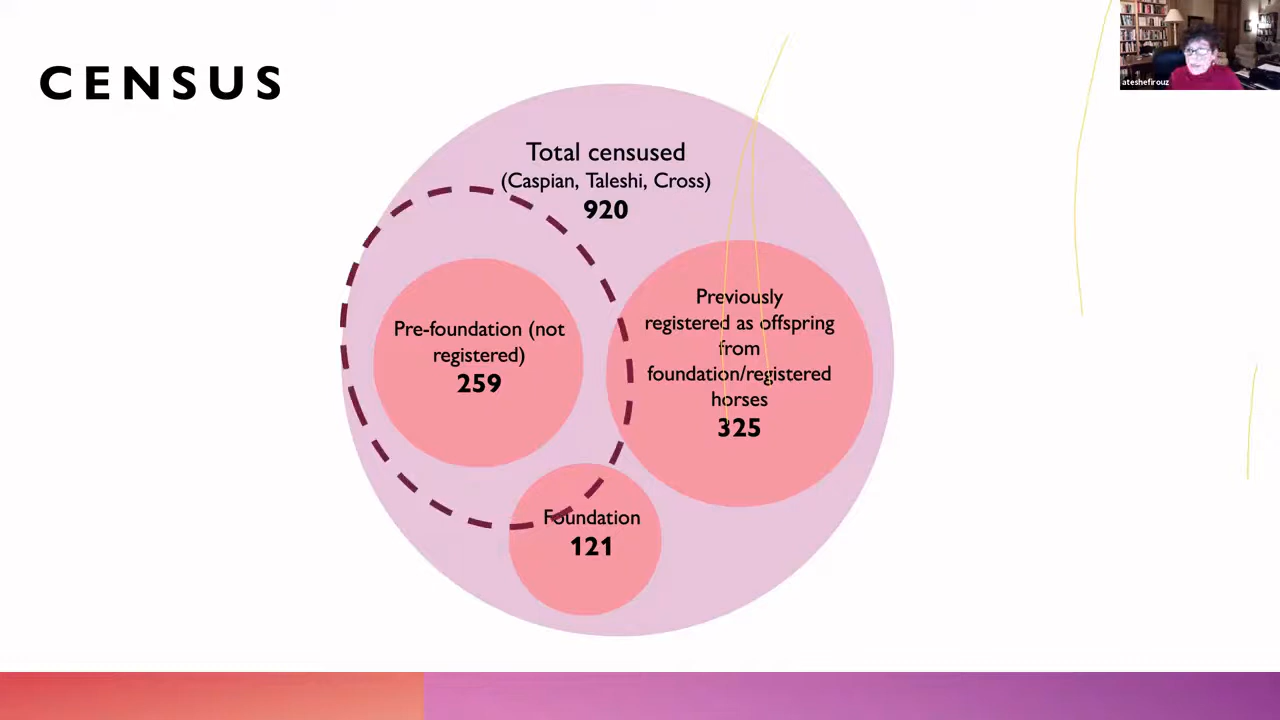 CENSUS
ateshefirouz
Total censused
(Caspian, Taleshi, Cross)
920
Pre-foundation (not
registered)
259
Previously
registered as offspring
from
foundation/registered
horses
325
Foundation
121